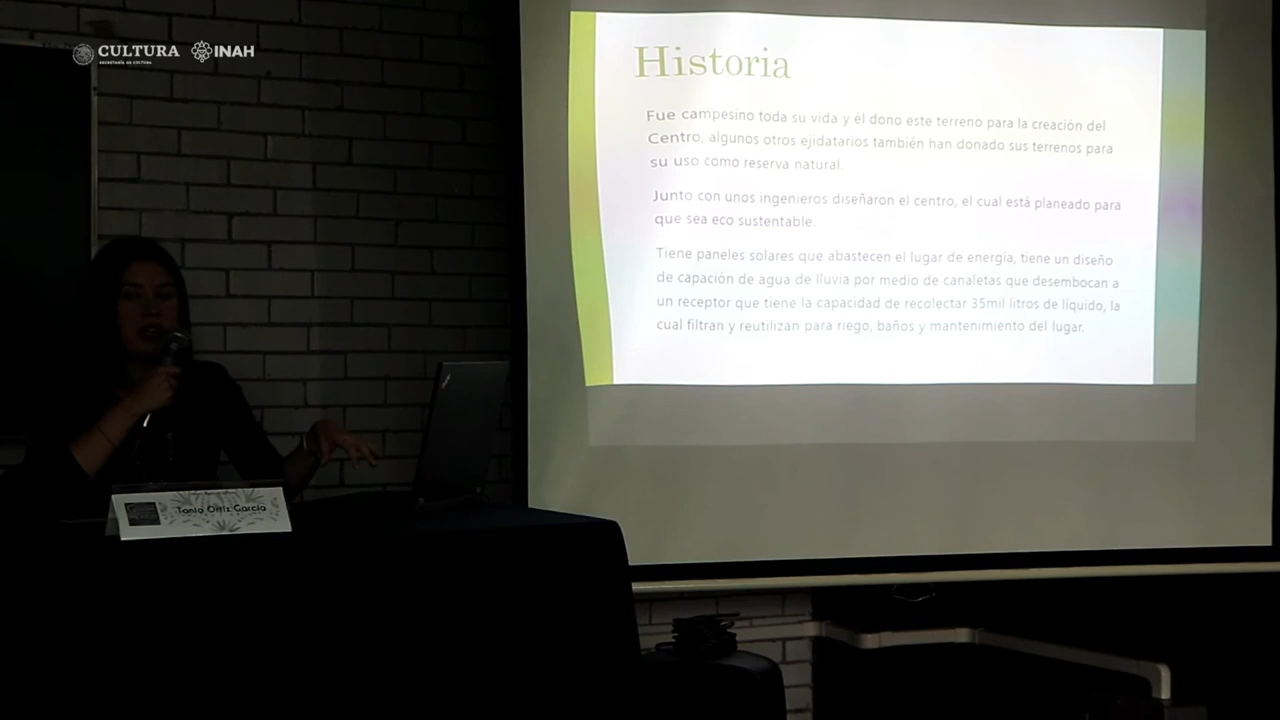 CULTURA
SECRETARÍA DE CULTURA
INAH
Historia
Fue campesino toda su vida y él dono este terreno para la creación del
Centro, algunos otros ejidatarios también han donado sus terrenos para
su uso como reserva natural.
Junto con unos ingenieros diseñaron el centro, el cual está planeado para
que sea eco sustentable.
Tiene paneles solares que abastecen el lugar de energía, tiene un diseño
de capación de agua de lluvia por medio de canaletas que desembocan a
un receptor que tiene la capacidad de recolectar 35mil litros de líquido, la
cual filtran y reutilizan para riego, baños y mantenimiento del lugar.
Tania Ortíz García